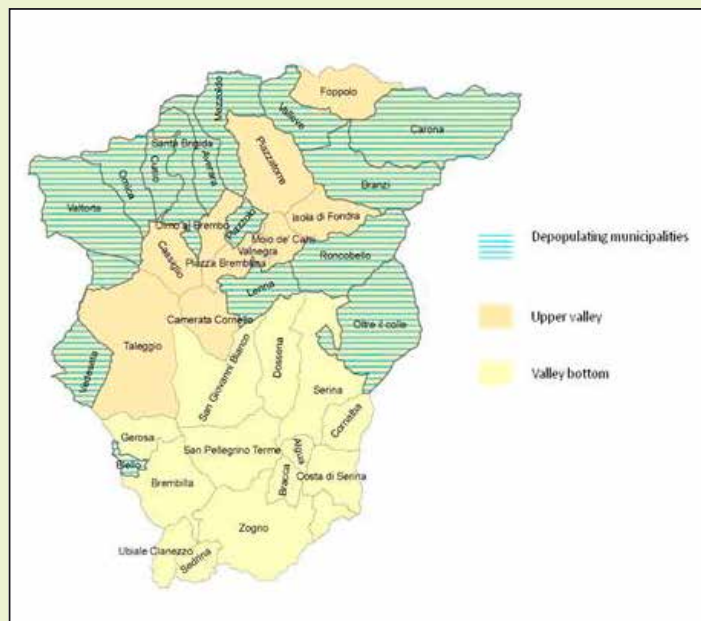 Foppolo
Mezzoldo
Valleve
Carona
Santa Brigida
Averara
Cusio
Ornica
Valtorta
Piazzatorre
Branzi
Isola di Fondra
Olmo al Brembo
Piazzolo
Moio de' Calvi
Valnegra
Piazza Brembana
Cassiglio
Roncobello
Lenna
Oltre il colle
Camerata Cornello
Taleggio
Vedeseta
San Giovanni Bianco
Dossena
Serina
Cornalba
Gerosa
Blello
San Pellegrino Terme
Algua
Bracca
Costa di Serina
Brembilla
Zogno
Ubiale Clanezzo
Sedrina
Depopulating municipalities
Upper valley
Valley bottom